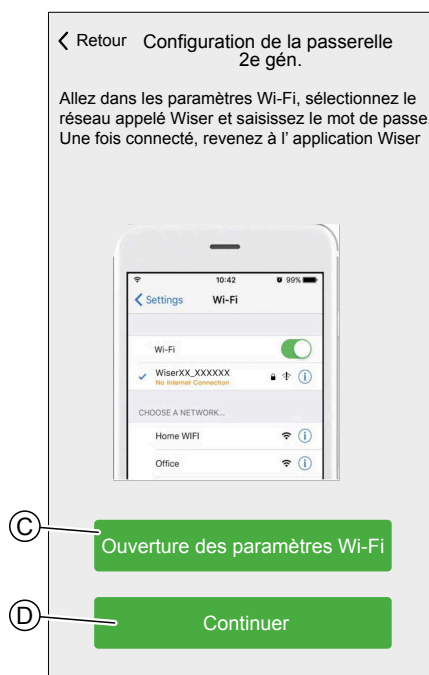 Retour Configuration de la passerelle
2e gén.
Allez dans les paramètres Wi-Fi, sélectionnez le
réseau appelé Wiser et saisissez le mot de passe.
Une fois connecté, revenez à l' application Wiser
10:42 99%
Settings Wi-Fi
Wi-Fi
WiserXX_XXXXXX
No Internet Connection
CHOOSE A NETWORK...
Home WIFI
Office
C
Ouverture des paramètres Wi-Fi
D
Continuer